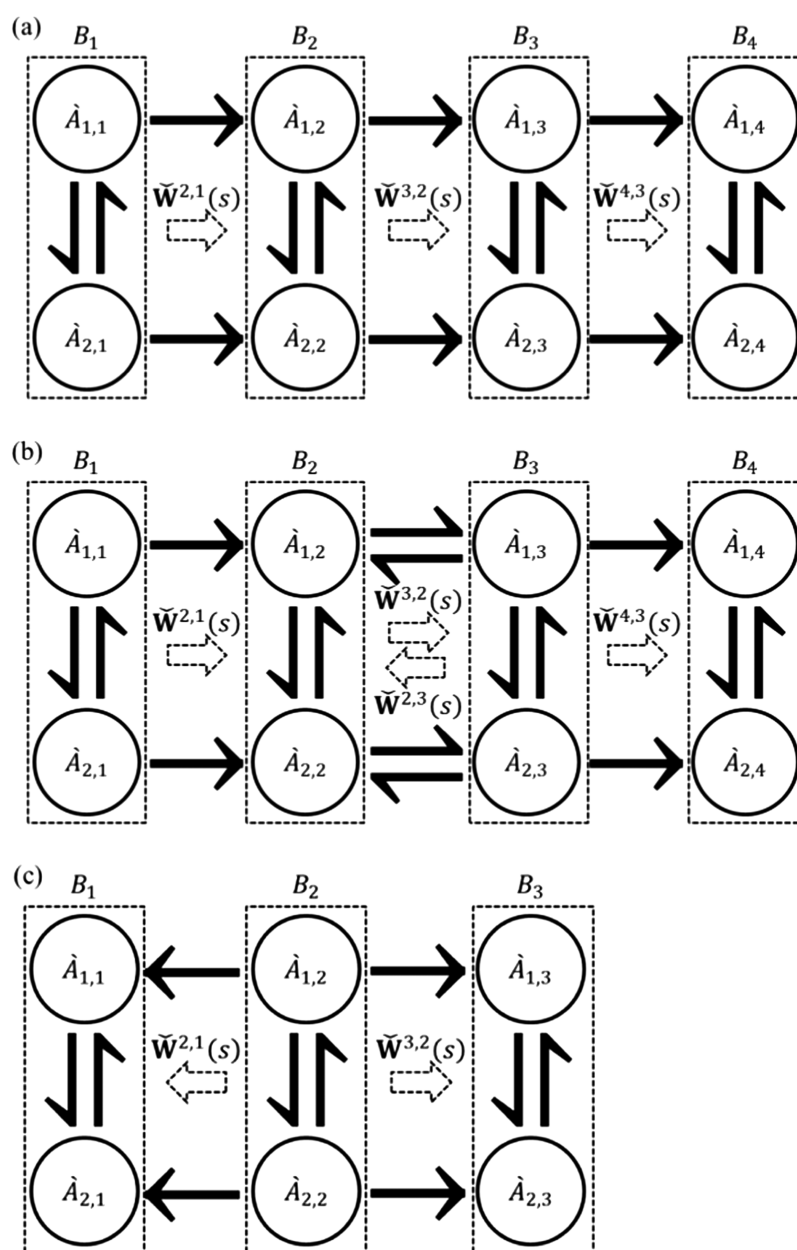 (a)
B₁ B₂ B₃ B₄
À₁,₁ À₁,₂ À₁,₃ À₁,₄
W̆²,¹(s) W̆³,²(s) W̆⁴,³(s)
À₂,₁ À₂,₂ À₂,₃ À₂,₄
(b)
B₁ B₂ B₃ B₄
À₁,₁ À₁,₂ À₁,₃ À₁,₄
W̆²,¹(s) W̆³,²(s) W̆⁴,³(s)
W̆²,³(s)
À₂,₁ À₂,₂ À₂,₃ À₂,₄
(c)
B₁ B₂ B₃
À₁,₁ À₁,₂ À₁,₃
W̆²,¹(s) W̆³,²(s)
À₂,₁ À₂,₂ À₂,₃